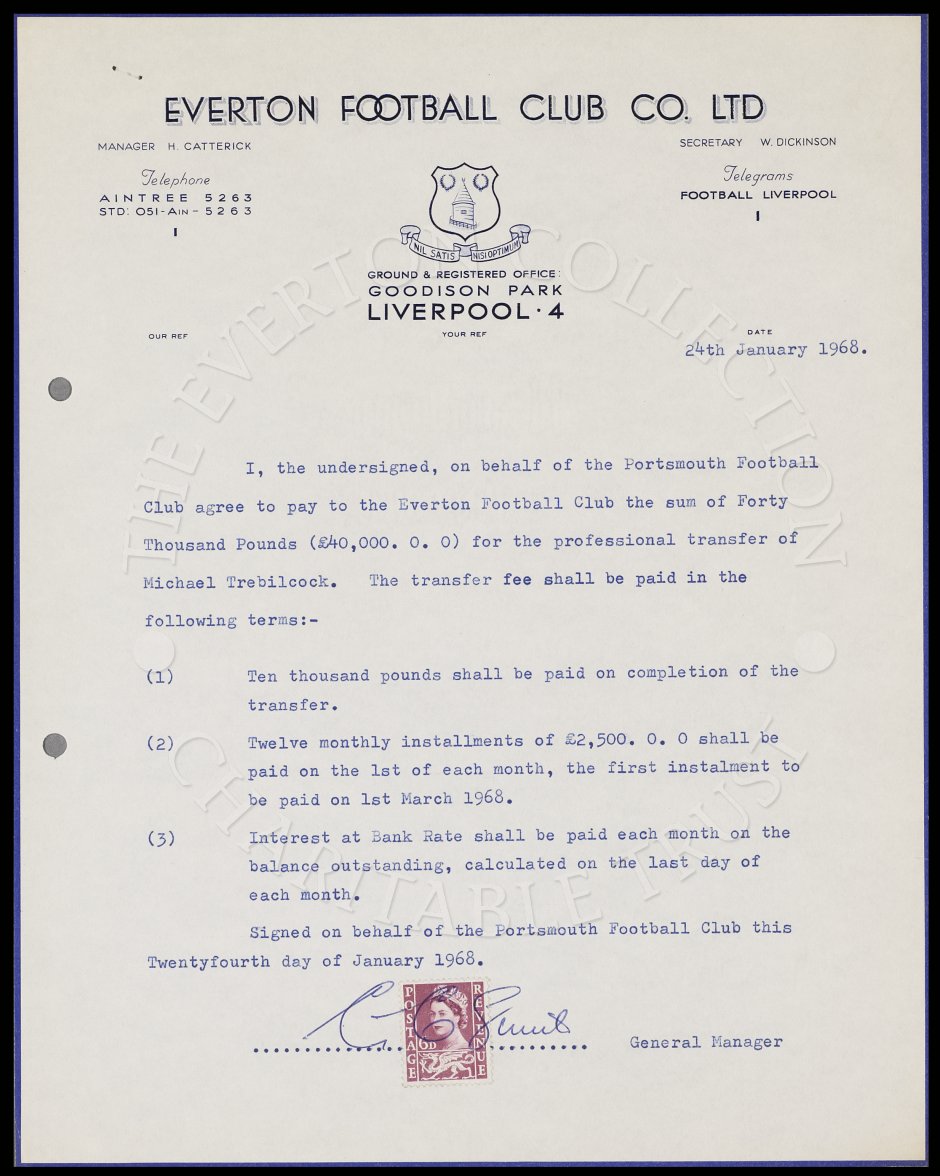 EVERTON FOOTBALL CLUB CO. LTD
MANAGER H. CATTERICK
SECRETARY W. DICKINSON
Telephone
AINTREE 5263
STD: 051-AIN-5263
Telegrams
FOOTBALL LIVERPOOL
NIL SATIS NISI OPTIMUM
GROUND & REGISTERED OFFICE:
GOODISON PARK
LIVERPOOL · 4
OUR REF
YOUR REF
DATE
24th January 1968.
I, the undersigned, on behalf of the Portsmouth Football
Club agree to pay to the Everton Football Club the sum of Forty
Thousand Pounds (£40,000. 0. 0) for the professional transfer of
Michael Trebilcock. The transfer fee shall be paid in the
following terms:-
(1) Ten thousand pounds shall be paid on completion of the
transfer.
(2) Twelve monthly installments of £2,500. 0. 0 shall be
paid on the 1st of each month, the first instalment to
be paid on 1st March 1968.
(3) Interest at Bank Rate shall be paid each month on the
balance outstanding, calculated on the last day of
each month.
Signed on behalf of the Portsmouth Football Club this
Twentyfourth day of January 1968.
POSTAGE REVENUE
6D
General Manager
THE EVERTON COLLECTION
CHARITABLE TRUST